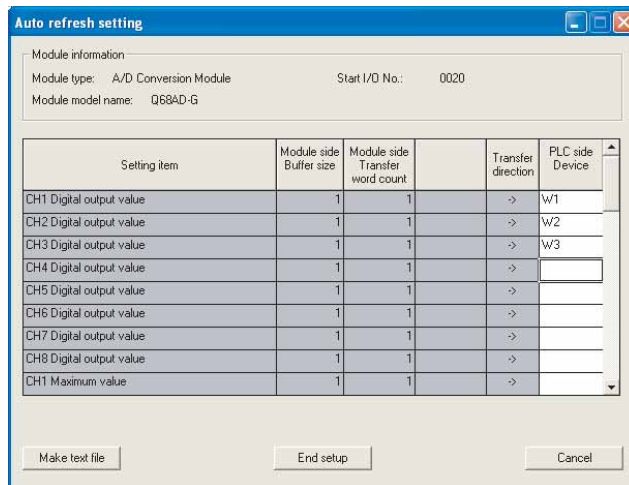 Auto refresh setting
Module information
Module type: A/D Conversion Module Start I/O No.: 0020
Module model name: Q68AD-G
Setting item Module side Buffer size Module side Transfer word count Transfer direction PLC side Device
CH1 Digital output value 1 1 -> W1
CH2 Digital output value 1 1 -> W2
CH3 Digital output value 1 1 -> W3
CH4 Digital output value 1 1 ->
CH5 Digital output value 1 1 ->
CH6 Digital output value 1 1 ->
CH7 Digital output value 1 1 ->
CH8 Digital output value 1 1 ->
CH1 Maximum value 1 1 ->
Make text file End setup Cancel